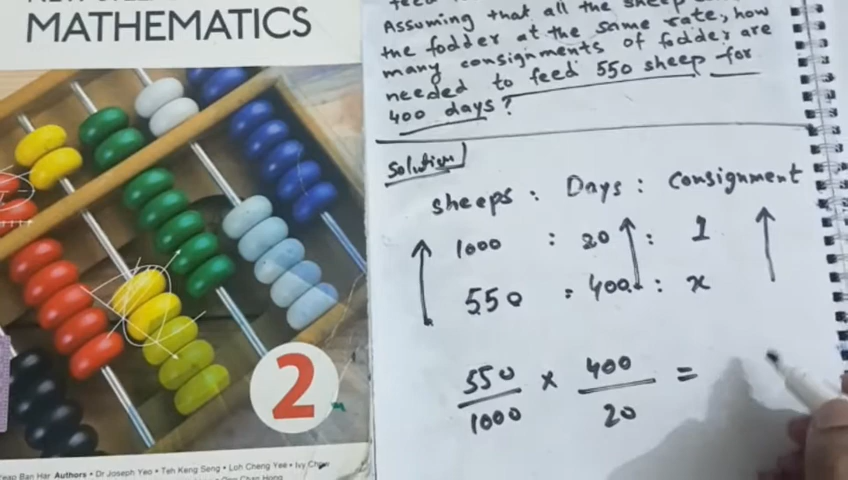 MATHEMATICS
2
Authors • Dr Joseph Yeo • Teh Keng Seng • Loh Cheng Yee • Ivy
Assuming that all the sheep
the fodder at the same rate, how
many consignments of fodder are
needed to feed 550 sheep for
400 days?
Solution
Sheeps : Days : Consignment
1000 : 20 : 1
550 : 400 : x
550/1000 × 400/20 =